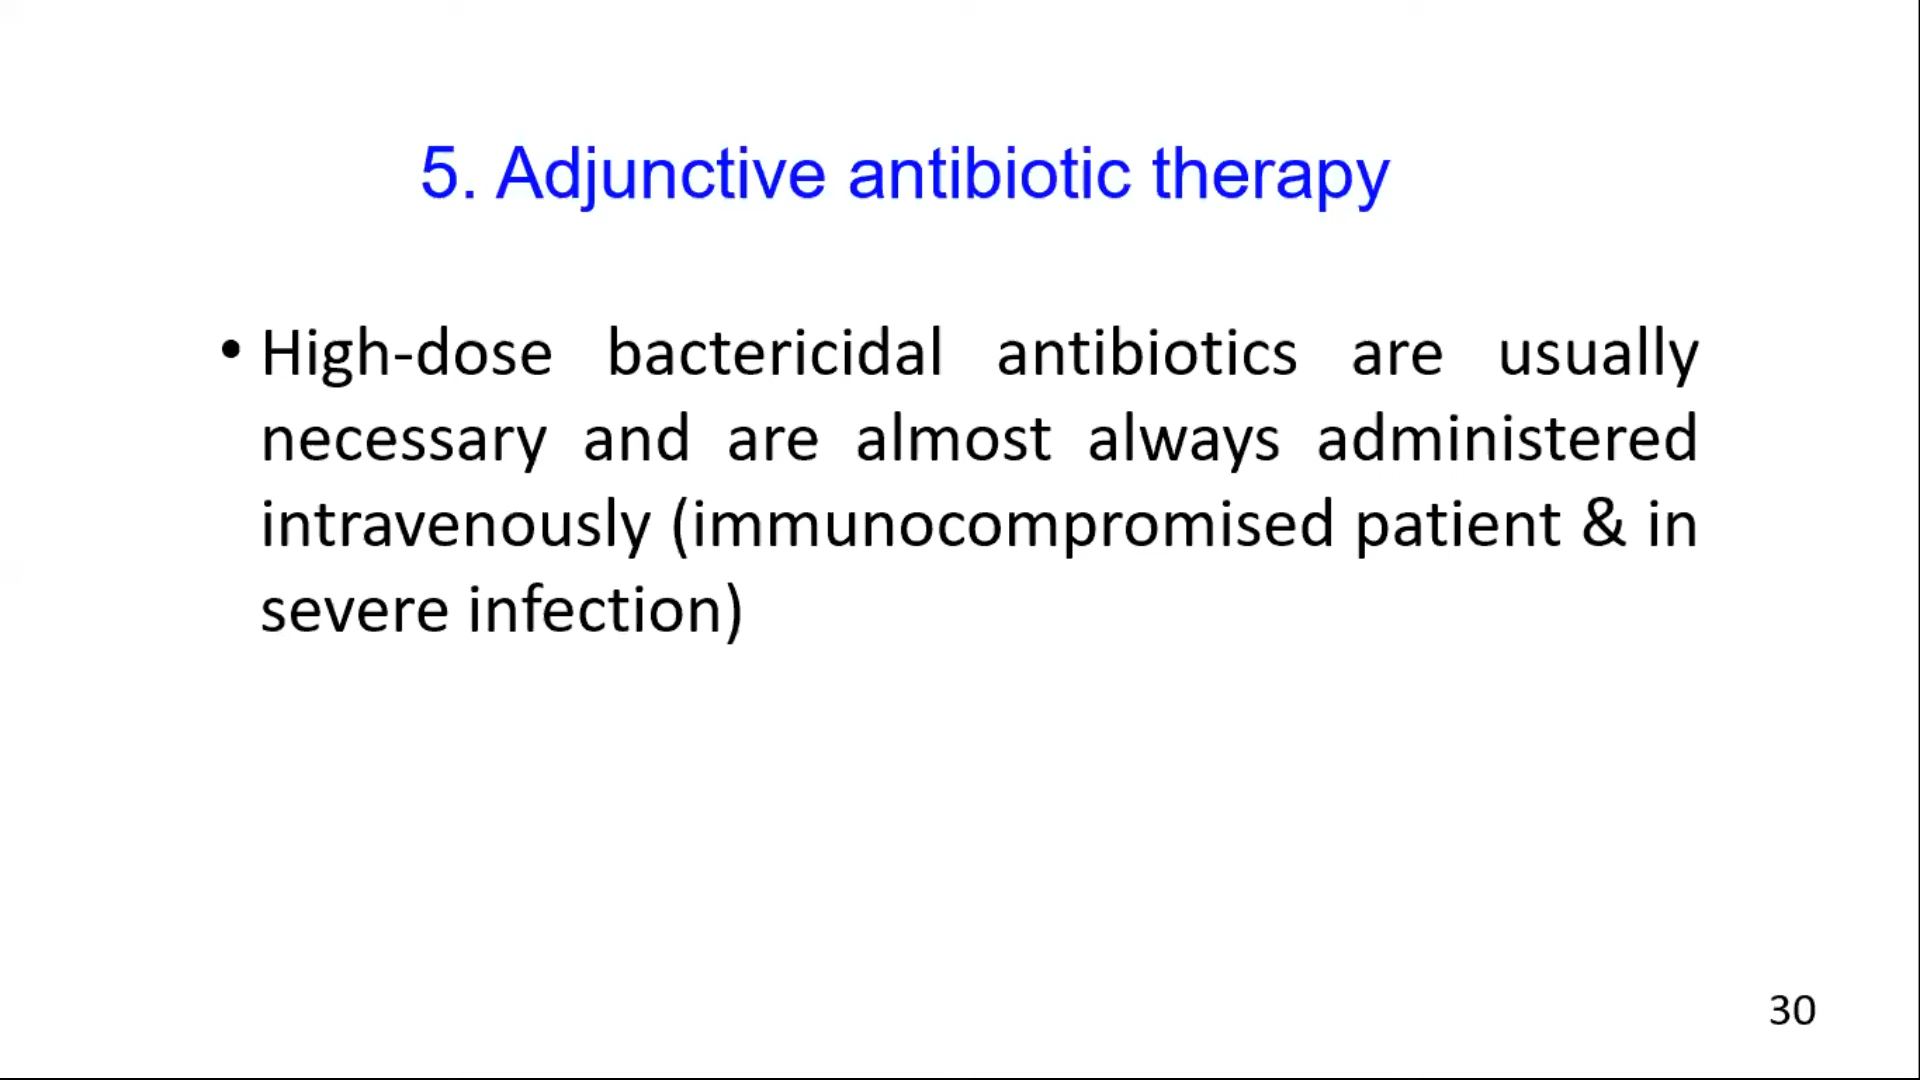 5. Adjunctive antibiotic therapy
• High-dose bactericidal antibiotics are usually
necessary and are almost always administered
intravenously (immunocompromised patient & in
severe infection)
30